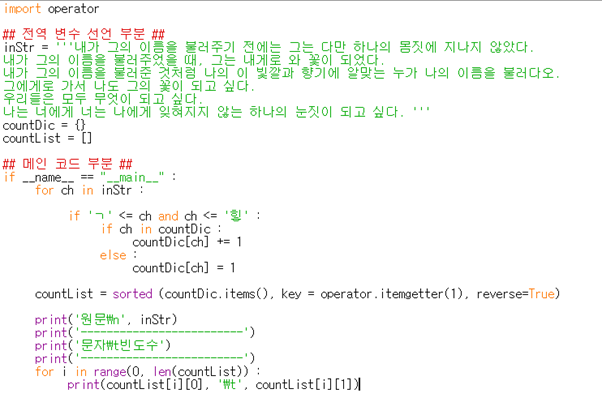 import operator
## 전역 변수 선언 부분 ##
inStr = '''내가 그의 이름을 불러주기 전에는 그는 다만 하나의 몸짓에 지나지 않았다.
내가 그의 이름을 불러주었을 때, 그는 내게로 와 꽃이 되었다.
내가 그의 이름을 불러준 것처럼 나의 이 빛깔과 향기에 알맞는 누가 나의 이름을 불러다오.
그에게로 가서 나도 그의 꽃이 되고 싶다.
우리들은 모두 무엇이 되고 싶다.
나는 너에게 너는 나에게 잊혀지지 않는 하나의 눈짓이 되고 싶다. '''
countDic = {}
countList = []
## 메인 코드 부분 ##
if __name__ == "__main__" :
    for ch in inStr :
        if 'ㄱ' <= ch and ch <= '힣' :
            if ch in countDic :
                countDic[ch] += 1
            else :
                countDic[ch] = 1
    countList = sorted (countDic.items(), key = operator.itemgetter(1), reverse=True)
    print('원문₩n', inStr)
    print('-------------------------')
    print('문자₩t빈도수')
    print('-------------------------')
    for i in range(0, len(countList)) :
        print(countList[i][0], '₩t', countList[i][1])